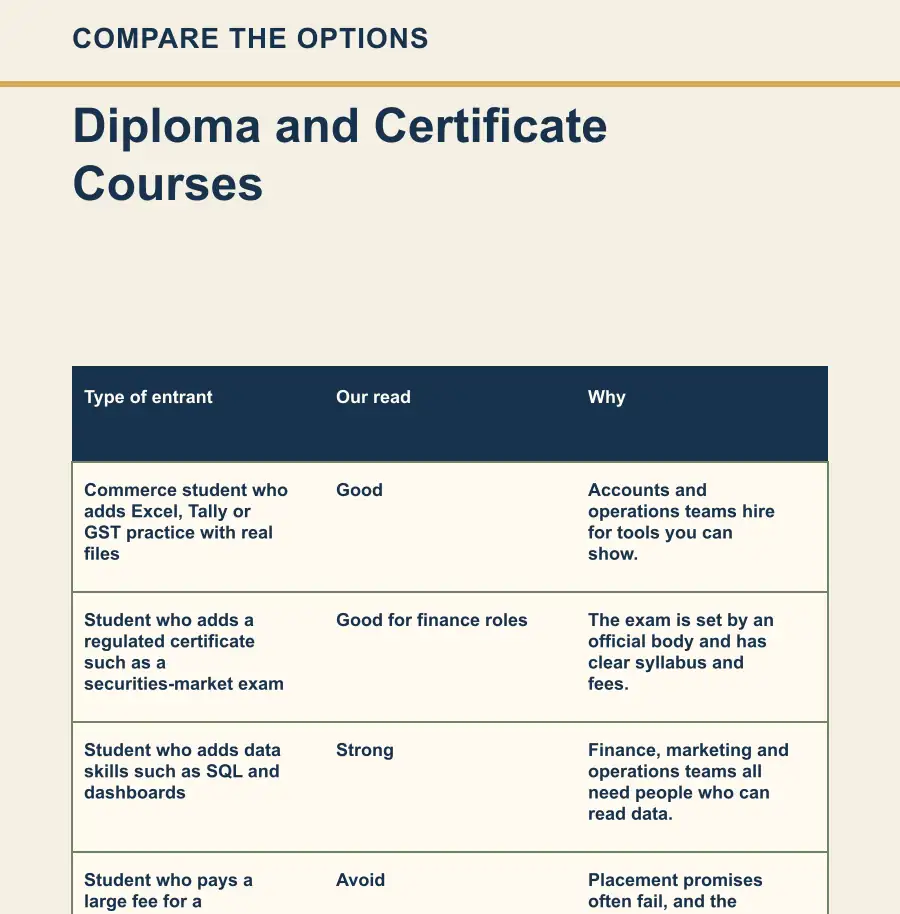 COMPARE THE OPTIONS
Diploma and Certificate
Courses
Type of entrant
Our read
Why
Commerce student who
adds Excel, Tally or
GST practice with real
files
Good
Accounts and
operations teams hire
for tools you can
show.
Student who adds a
regulated certificate
such as a
securities-market exam
Good for finance roles
The exam is set by an
official body and has
clear syllabus and
fees.
Student who adds data
skills such as SQL and
dashboards
Strong
Finance, marketing and
operations teams all
need people who can
read data.
Student who pays a
large fee for a
Avoid
Placement promises
often fail, and the